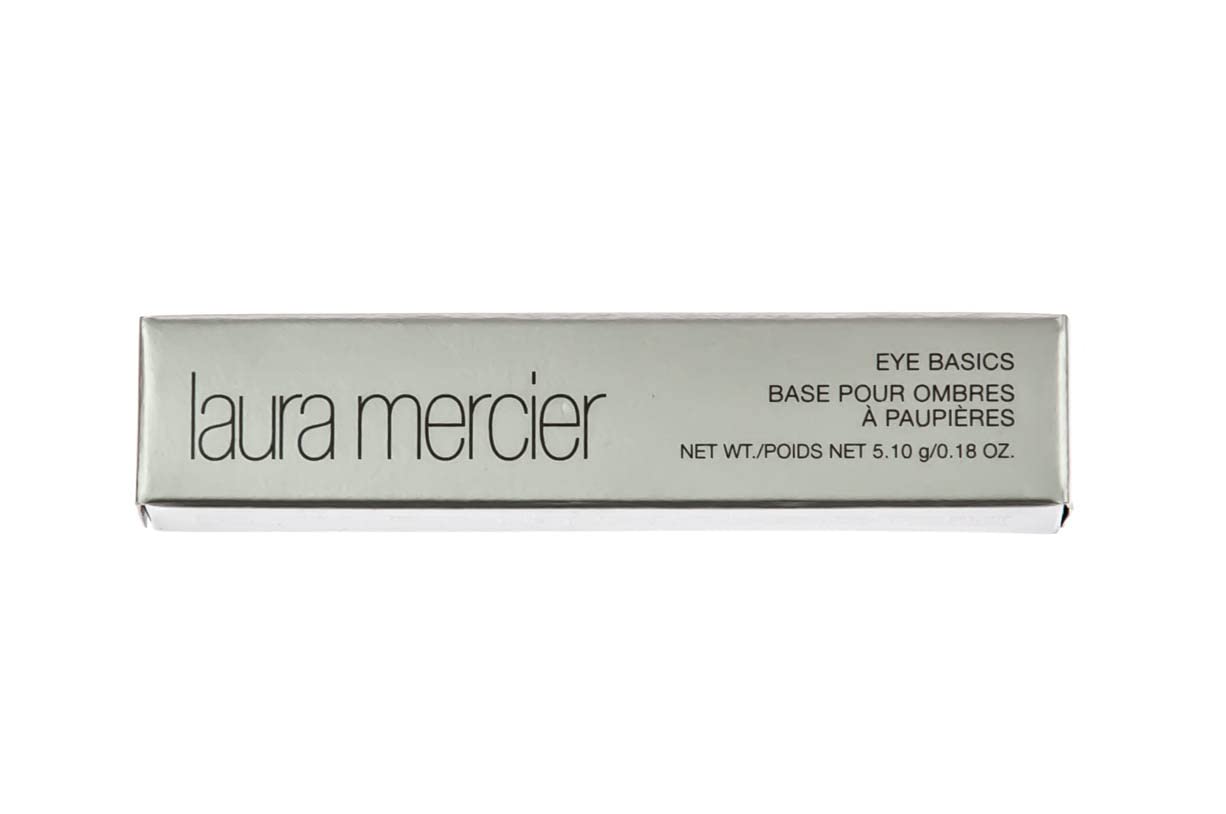 laura mercier
EYE BASICS
BASE POUR OMBRES
À PAUPIÈRES
NET WT./POIDS NET 5.10 g/0.18 OZ.